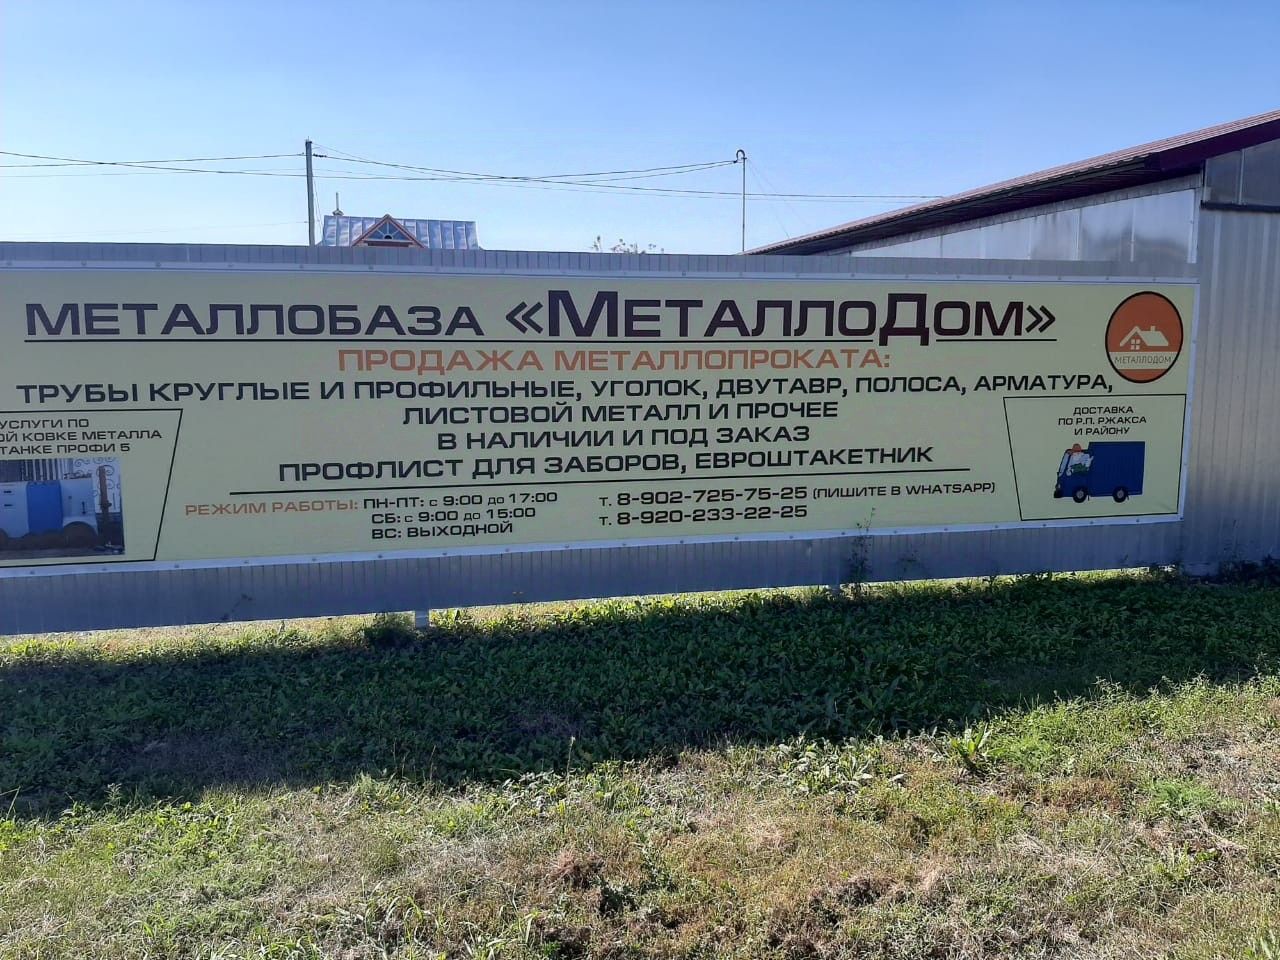 МЕТАЛЛОБАЗА «МЕТАЛЛОДОМ»
ПРОДАЖА МЕТАЛЛОПРОКАТА:
ТРУБЫ КРУГЛЫЕ И ПРОФИЛЬНЫЕ, УГОЛОК, ДВУТАВР, ПОЛОСА, АРМАТУРА,
ЛИСТОВОЙ МЕТАЛЛ И ПРОЧЕЕ
В НАЛИЧИИ И ПОД ЗАКАЗ
ПРОФЛИСТ ДЛЯ ЗАБОРОВ, ЕВРОШТАКЕТНИК
РЕЖИМ РАБОТЫ: ПН-ПТ: с 9:00 до 17:00
СБ: с 9:00 до 15:00
ВС: ВЫХОДНОЙ
т. 8-902-725-75-25 (ПИШИТЕ В WHATSAPP)
т. 8-920-233-22-25
УСЛУГИ ПО
ОЙ КОВКЕ МЕТАЛЛА
ТАНКЕ ПРОФИ 5
МЕТАЛЛОДОМ
ДОСТАВКА
ПО Р.П. РЖАКСА
И РАЙОНУ